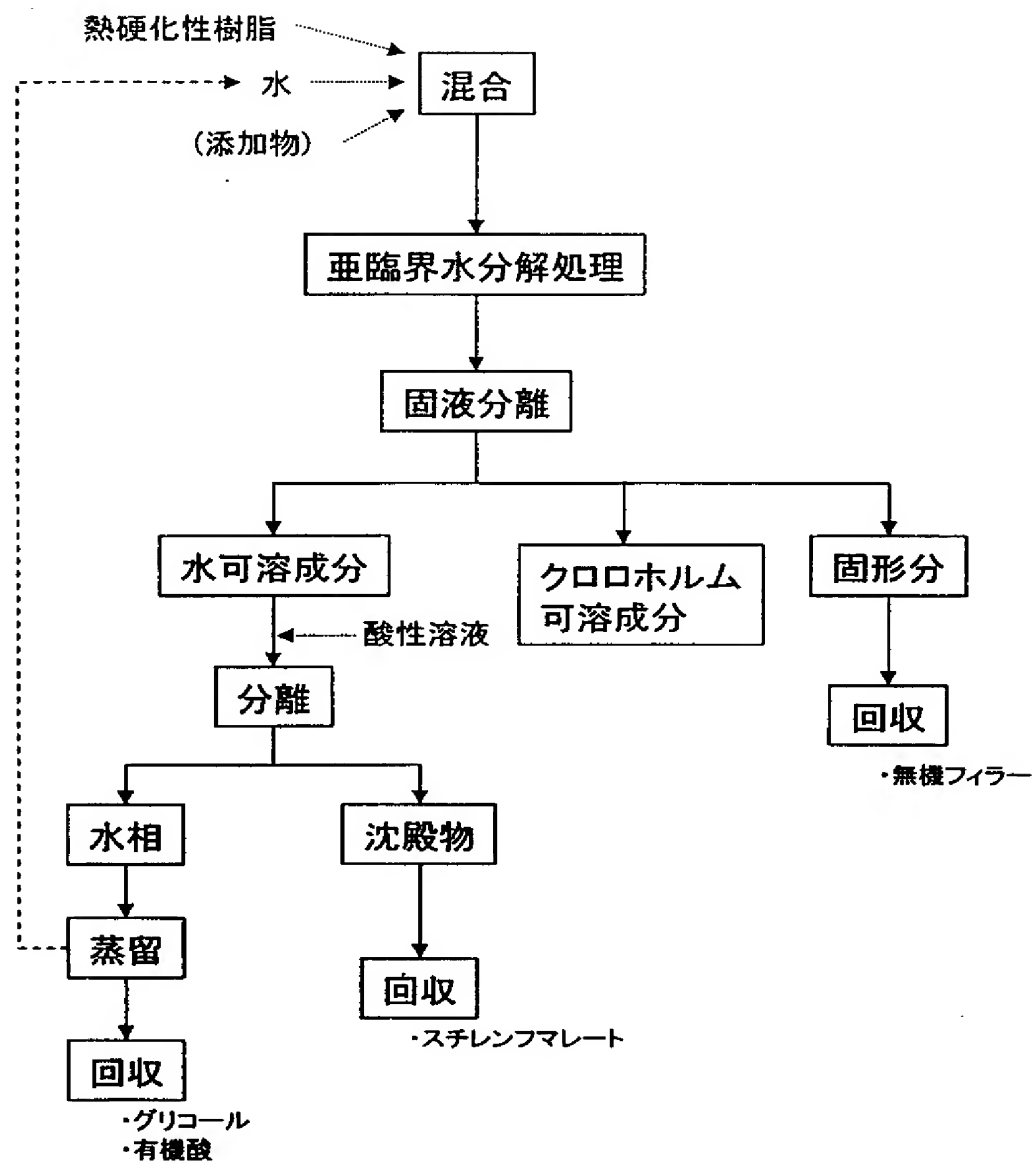 熱硬化性樹脂
水
混合
(添加物)
亜臨界水分解処理
固液分離
水可溶成分
クロロホルム
可溶成分
固形分
酸性溶液
分離
回収
・無機フィラー
水相
沈殿物
蒸留
回収
・スチレンフマレート
回収
・グリコール
・有機酸